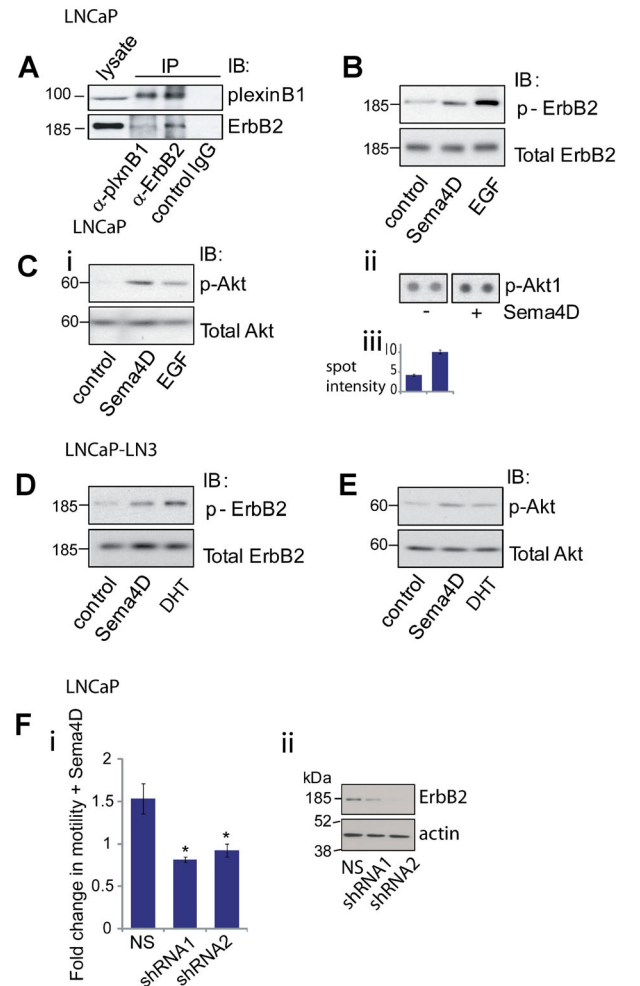 LNCaP
A
lysate
IP
IB:
100
plexinB1
185
ErbB2
α-plxnB1
α-ErbB2
control IgG
B
IB:
185
p - ErbB2
185
Total ErbB2
control
Sema4D
EGF
LNCaP
C
i
IB:
60
p-Akt
60
Total Akt
control
Sema4D
EGF
ii
p-Akt1
- + Sema4D
iii
spot
intensity
10
5
0
LNCaP-LN3
D
IB:
185
p - ErbB2
185
Total ErbB2
control
Sema4D
DHT
E
IB:
60
p-Akt
60
Total Akt
control
Sema4D
DHT
LNCaP
F
i
Fold change in motility + Sema4D
2
1.5
1
0.5
0
*
*
NS
shRNA1
shRNA2
ii
kDa
185
ErbB2
52
actin
38
NS
shRNA1
shRNA2